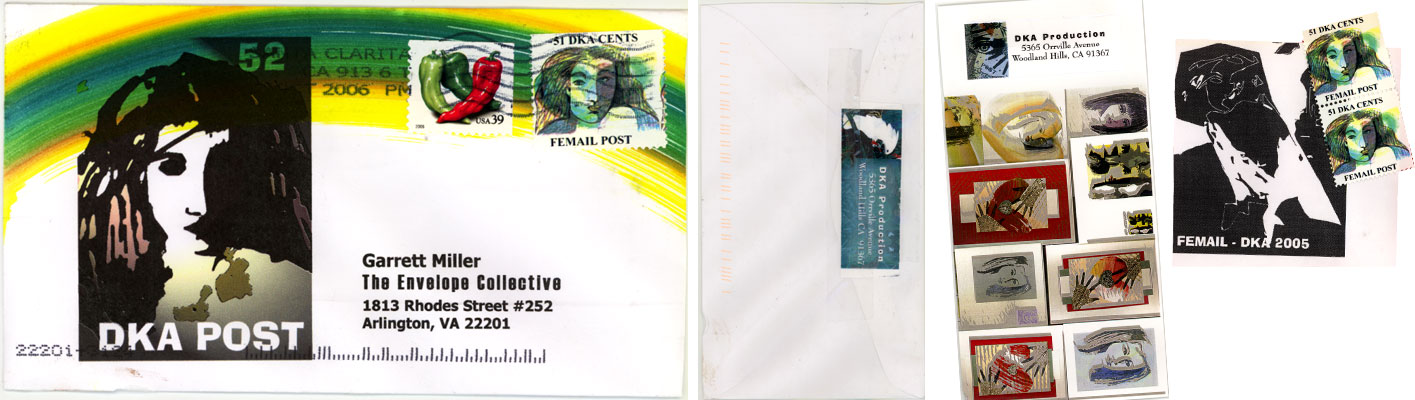 52
CLARITA
CA 913
2006 PM
USA 39
51 DKA CENTS
FEMAIL POST
Garrett Miller
The Envelope Collective
1813 Rhodes Street #252
Arlington, VA 22201
DKA POST
DKA Production
5365 Orrville Avenue
Woodland Hills CA 91367
DKA Production
5365 Orrville Avenue
Woodland Hills, CA 91367
51 DKA CENTS
FEMAIL POST
51 DKA CENTS
FEMAIL POST
FEMAIL - DKA 2005